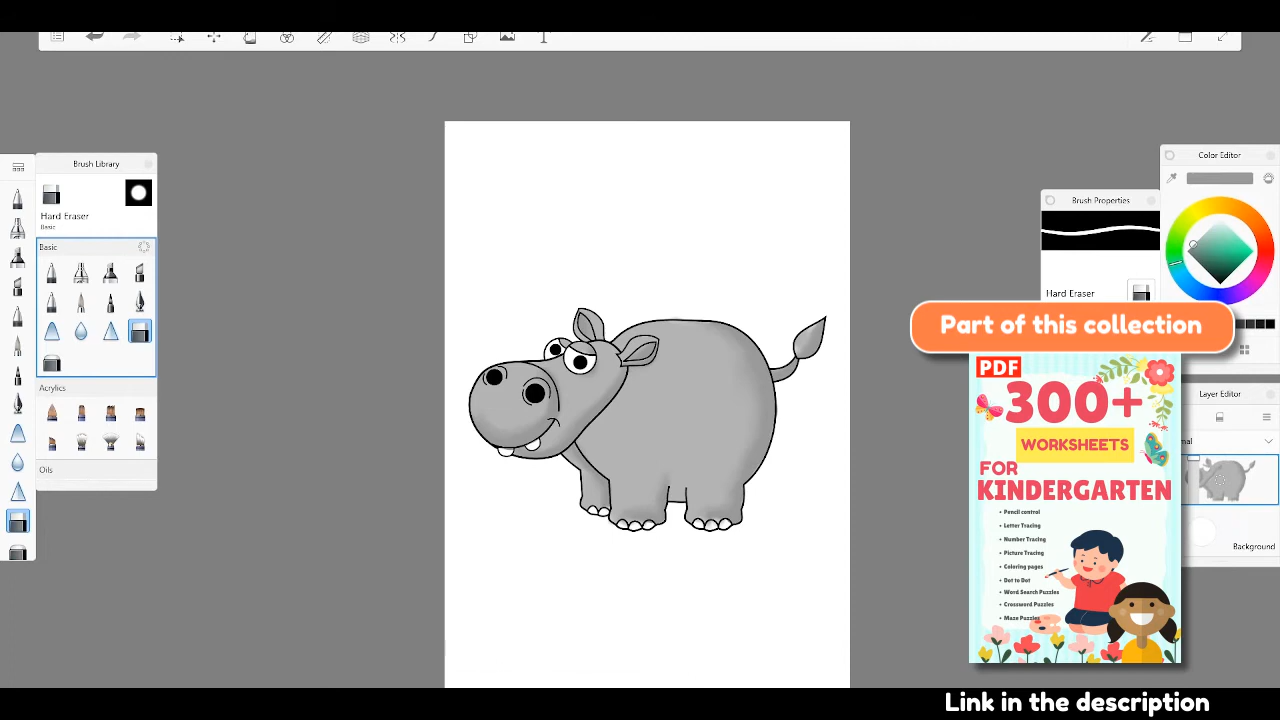 Brush Library
Hard Eraser
Basic
Basic
Acrylics
Oils
Color Editor
Brush Properties
Hard Eraser
Layer Editor
Background
Part of this collection
PDF
300+
WORKSHEETS
FOR
KINDERGARTEN
• Pencil control
• Letter Tracing
• Number Tracing
• Picture Tracing
• Coloring pages
• Dot to Dot
• Word Search Puzzles
• Crossword Puzzles
• Maze Puzzles
Link in the description